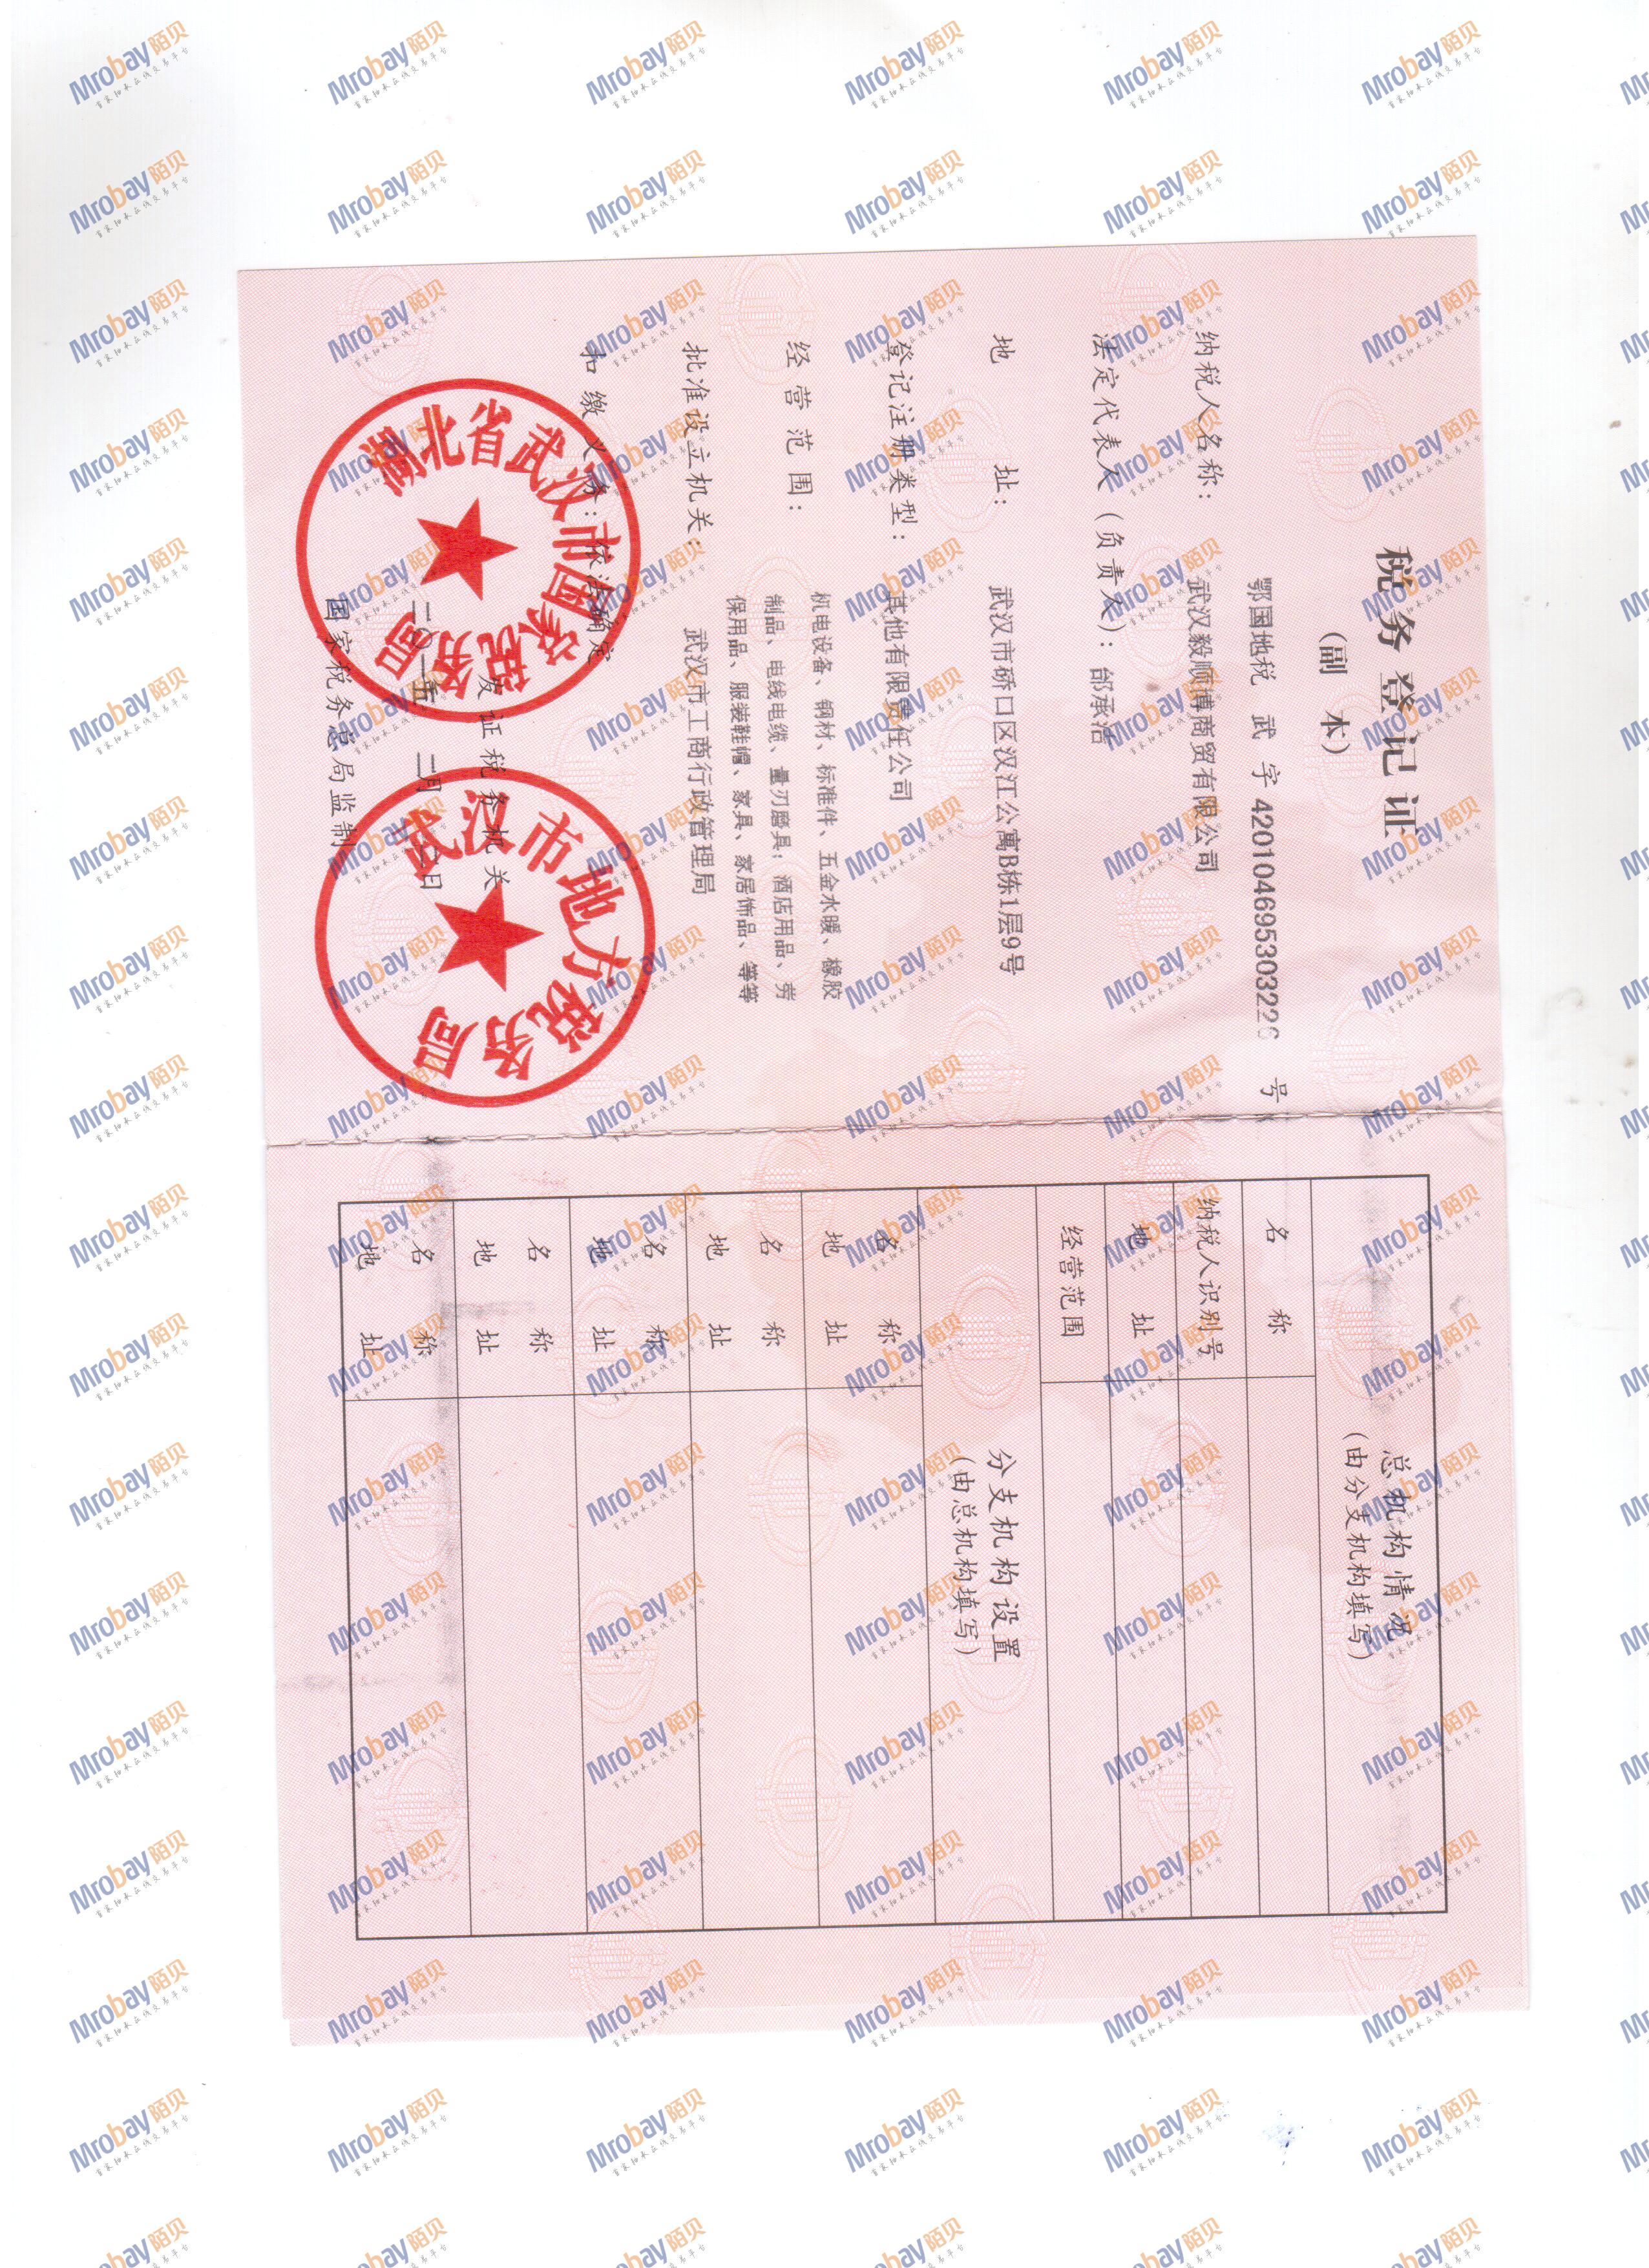 税务登记证
(副 本)
鄂国地税 武 字 420104695303226 号
纳税人名称: 武汉毅顺博商贸有限公司
法定代表人(负责人): 邰承浩
地 址: 武汉市硚口区汉江公寓B栋1层9号
登记注册类型: 其他有限责任公司
经营范围: 机电设备、钢材、标准件、五金水暖、橡胶
制品、电线电缆、量刃磨具; 酒店用品、劳
保用品、服装鞋帽、家具、家居饰品、等等
批准设立机关: 武汉市工商行政管理局
扣缴义务: 依法确定
发证税务机关
二月 日
国家税务总局监制
湖北省武汉市国家税务局
武汉市地方税务局
总机构情况
(由分支机构填写)
名 称
纳税人识别号
地 址
经营范围
分支机构设置
(由总机构填写)
名 称
地 址
名 称
地 址
名 称
地 址
名 称
地 址
名 称
地 址
Mrobay陌贝